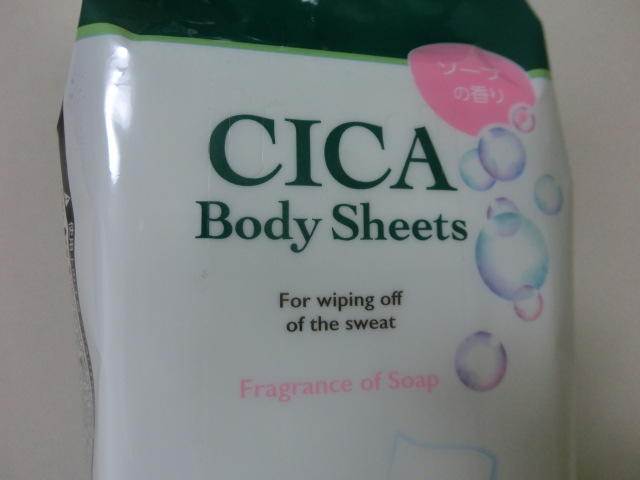 ソープ
の香り
CICA
Body Sheets
For wiping off
of the sweat
Fragrance of Soap